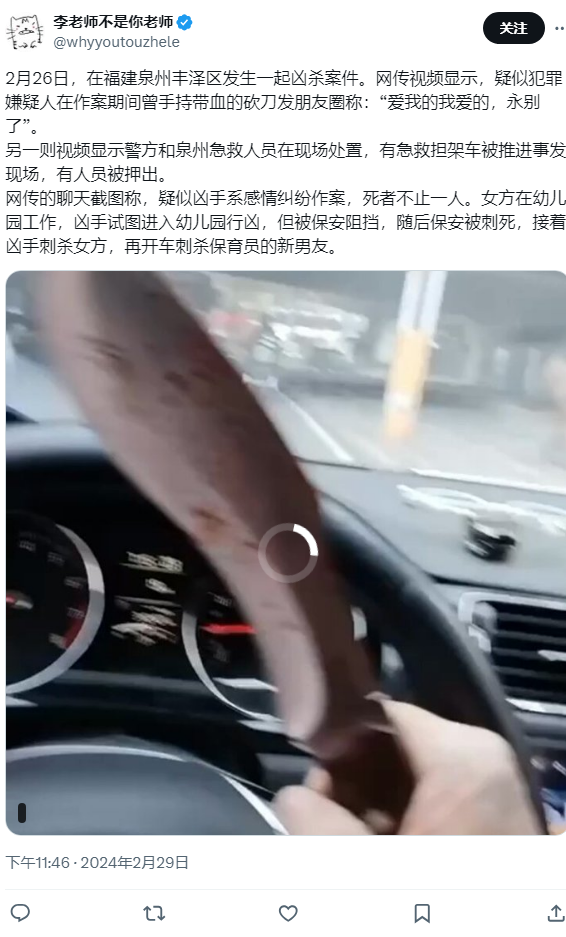 李老师不是你老师
@whyyoutouzhele
关注
2月26日，在福建泉州丰泽区发生一起凶杀案件。网传视频显示，疑似犯罪
嫌疑人在作案期间曾手持带血的砍刀发朋友圈称：“爱我的我爱的，永别
了”。
另一则视频显示警方和泉州急救人员在现场处置，有急救担架车被推进事发
现场，有人员被押出。
网传的聊天截图称，疑似凶手系感情纠纷作案，死者不止一人。女方在幼儿
园工作，凶手试图进入幼儿园行凶，但被保安阻挡，随后保安被刺死，接着
凶手刺杀女方，再开车刺杀保育员的新男友。
下午11:46 · 2024年2月29日